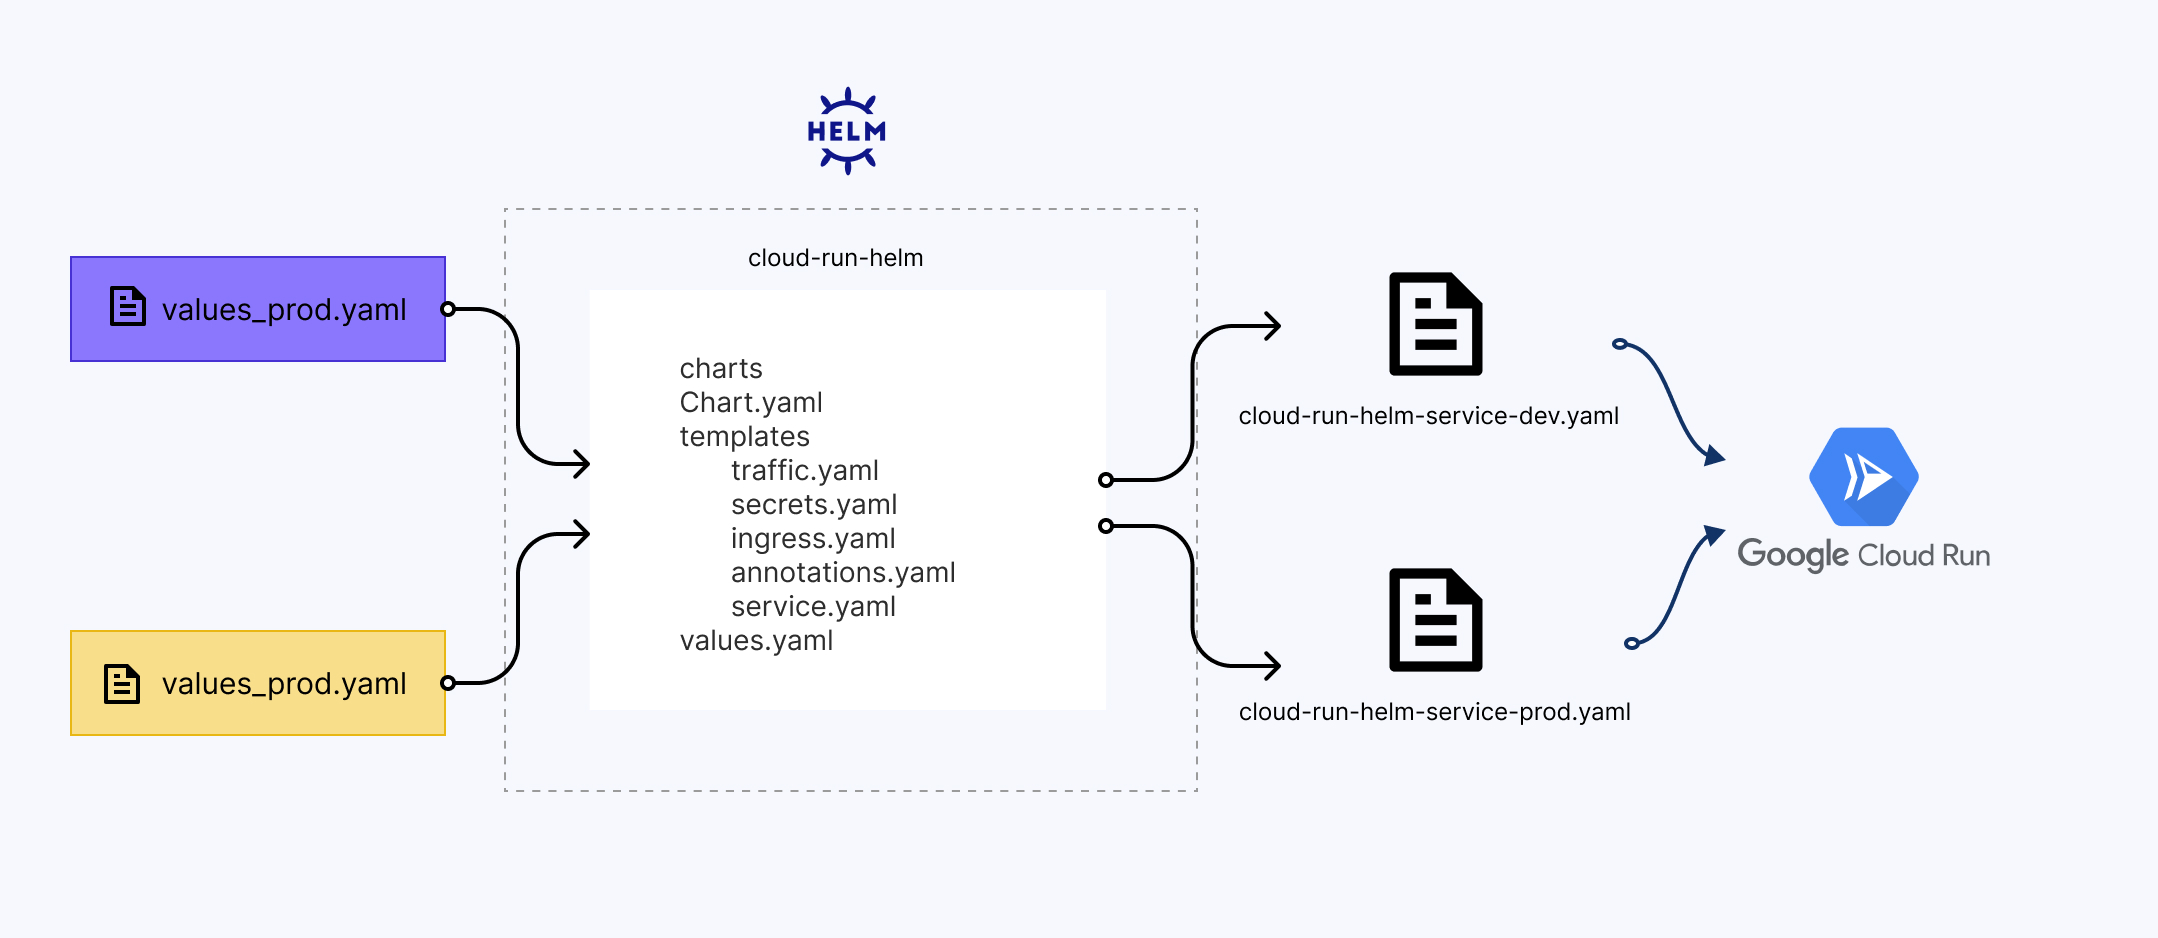 HELM
cloud-run-helm
values_prod.yaml
values_prod.yaml
charts
Chart.yaml
templates
traffic.yaml
secrets.yaml
ingress.yaml
annotations.yaml
service.yaml
values.yaml
cloud-run-helm-service-dev.yaml
cloud-run-helm-service-prod.yaml
Google Cloud Run